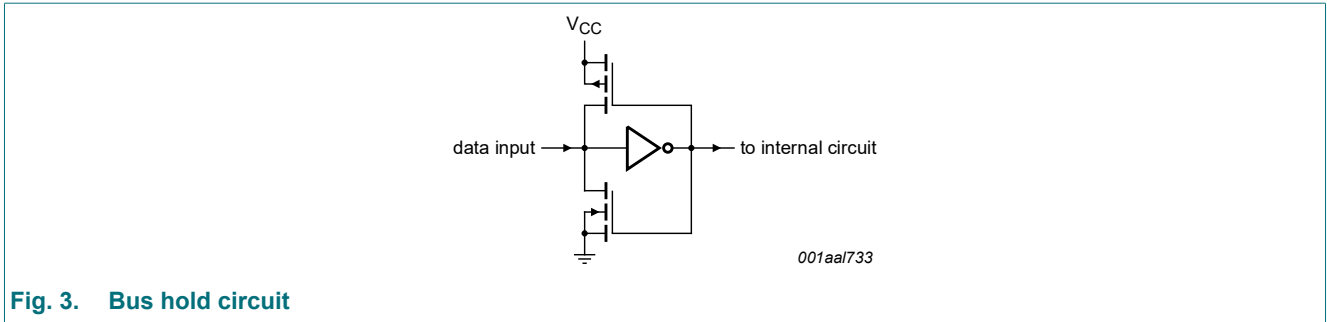 VCC
data input
to internal circuit
001aal733
Fig. 3. Bus hold circuit